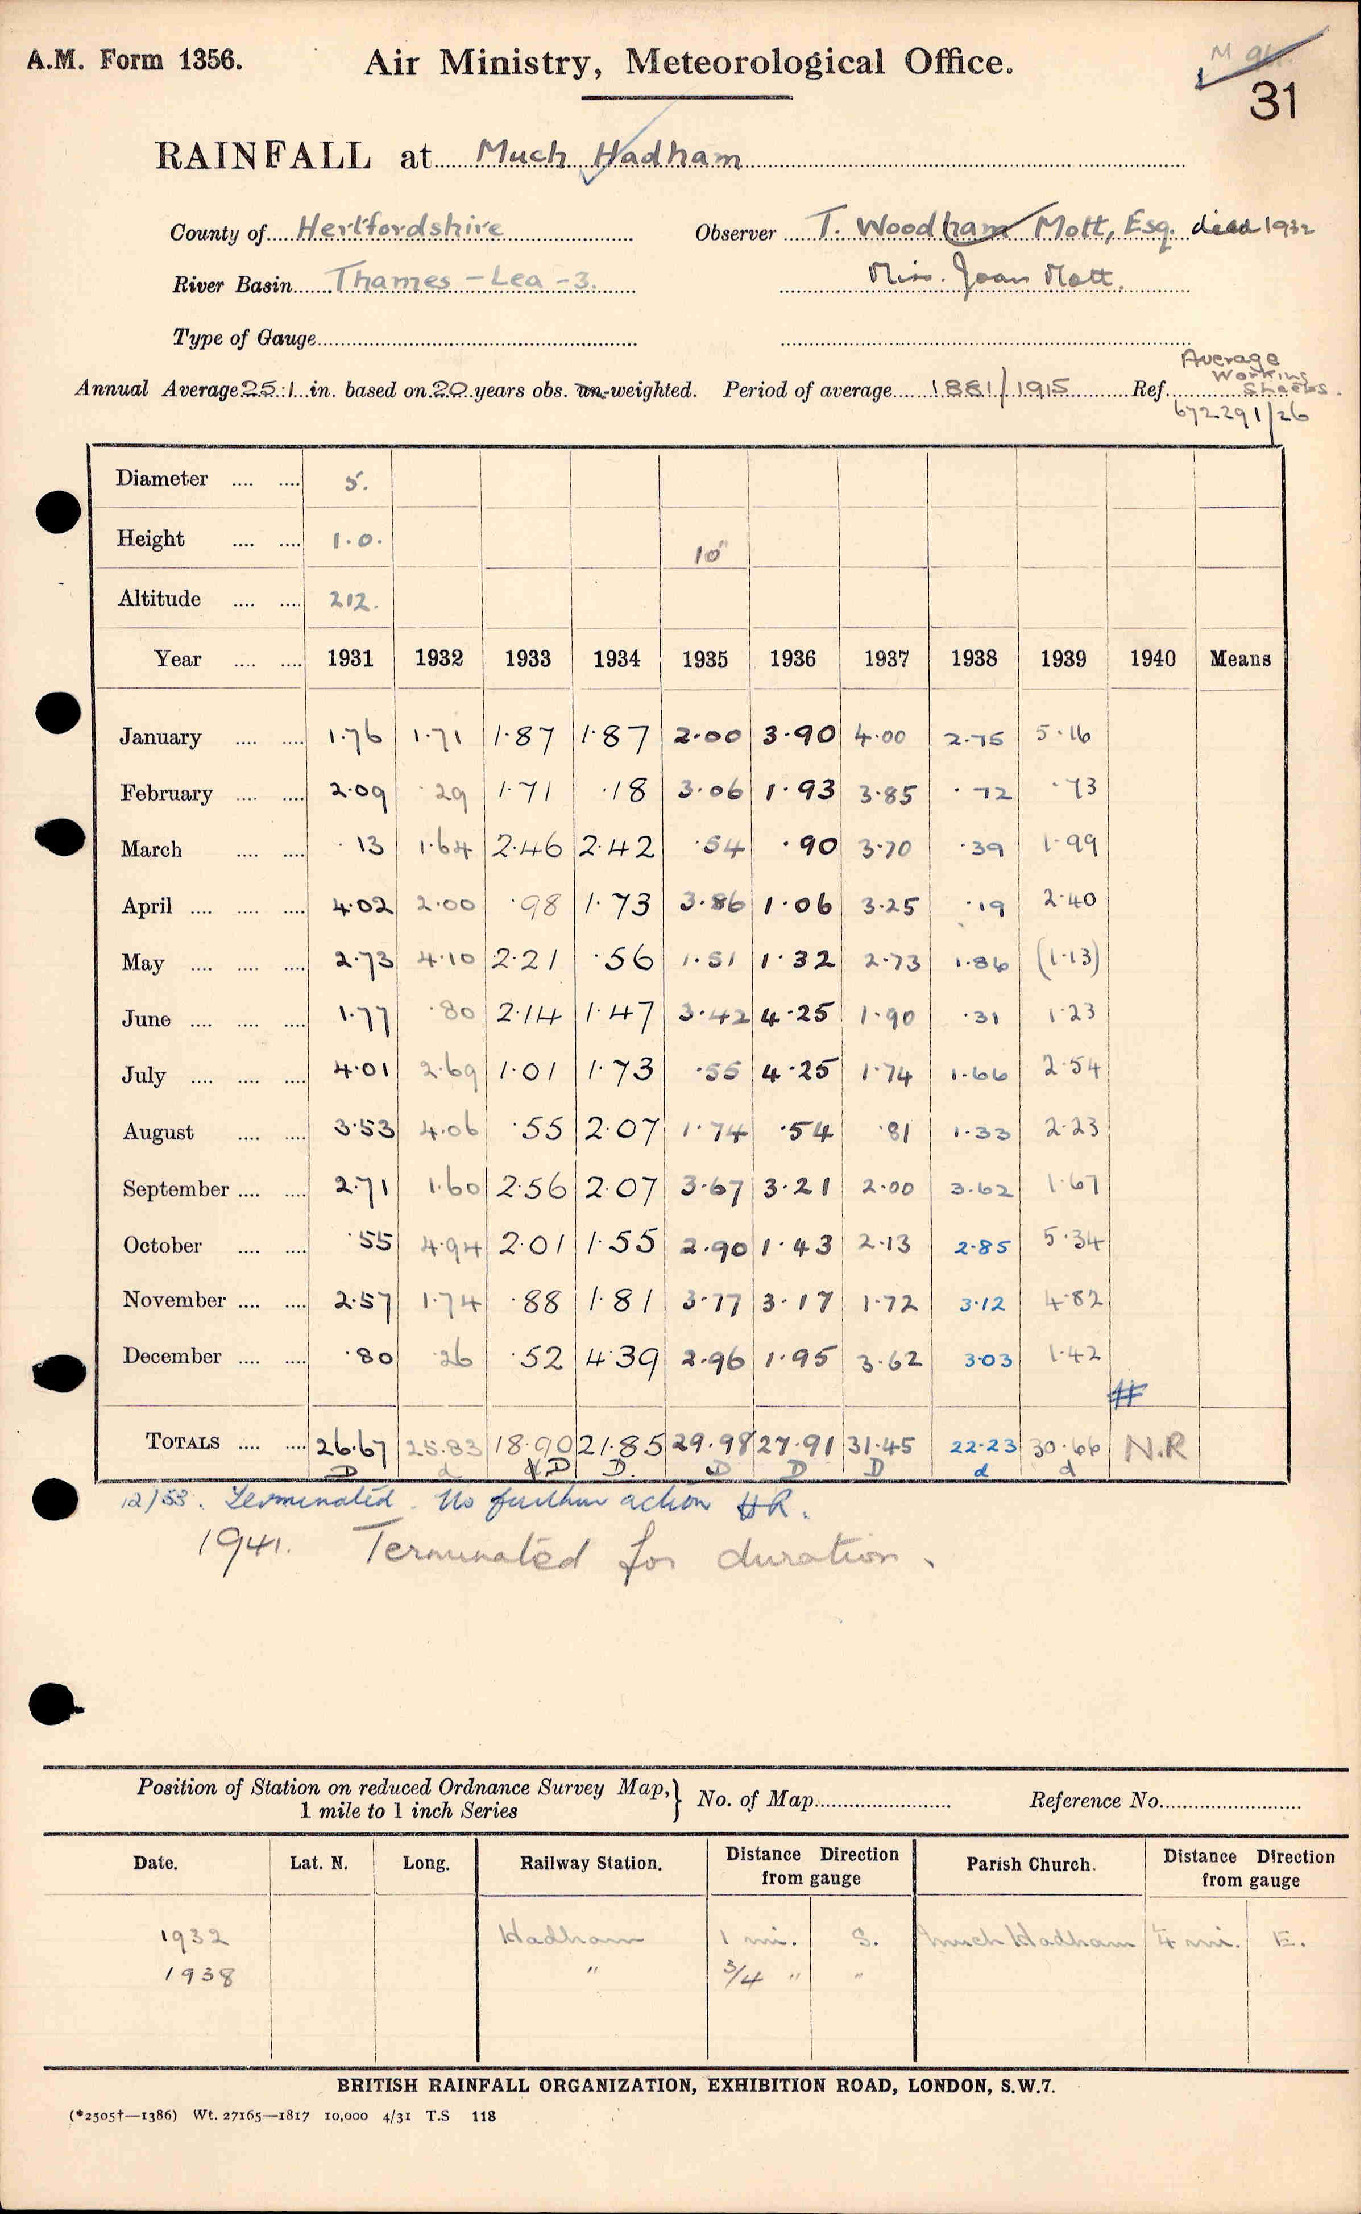 A.M. Form 1356.
Air Ministry, Meteorological Office.
31
RAINFALL at Much Hadham
County of Hertfordshire Observer T. Woodham Mott, Esq. died 1932
River Basin Thames - Lea - 3. Miss. Joan Mott.
Type of Gauge
Average
Working
Sheets.
Annual Average 25.1 in. based on 20 years obs. un-weighted. Period of average 1881/1915 Ref.
672291/26
Diameter 5.
Height 1.0. 10"
Altitude 212.
Year 1931 1932 1933 1934 1935 1936 1937 1938 1939 1940 Means
January 1.76 1.71 1.87 1.87 2.00 3.90 4.00 2.75 5.16
February 2.09 .29 1.71 .18 3.06 1.93 3.85 .72 .73
March .13 1.64 2.46 2.42 .54 .90 3.70 .39 1.99
April 4.02 2.00 .98 1.73 3.86 1.06 3.25 .19 2.40
May 2.73 4.10 2.21 .56 1.51 1.32 2.73 1.86 (1.13)
June 1.77 .80 2.14 1.47 3.42 4.25 1.90 .31 1.23
July 4.01 2.69 1.01 1.73 .55 4.25 1.74 1.66 2.54
August 3.53 4.06 .55 2.07 1.74 .54 .81 1.33 2.23
September 2.71 1.60 2.56 2.07 3.67 3.21 2.00 3.62 1.67
October .55 4.94 2.01 1.55 2.90 1.43 2.13 2.85 5.34
November 2.57 1.74 .88 1.81 3.77 3.17 1.72 3.12 4.82
December .80 .26 .52 4.39 2.96 1.95 3.62 3.03 1.42
#
TOTALS 26.67 25.83 18.90 21.85 29.98 27.91 31.45 22.23 30.66 N.R
D d D D. D D D d d
12/53. Terminated. No further action HR.
1941. Terminated for duration.
Position of Station on reduced Ordnance Survey Map,} No. of Map Reference No.
1 mile to 1 inch Series
Date. Lat. N. Long. Railway Station. Distance Direction Parish Church. Distance Direction
from gauge from gauge
1932 Hadham 1 mi. S. Much Hadham ¼ mi. E.
1938 " 3/4 " "
BRITISH RAINFALL ORGANIZATION, EXHIBITION ROAD, LONDON, S.W.7.
(*2505†—1386) Wt. 27165—1817 10,000 4/31 T.S 118